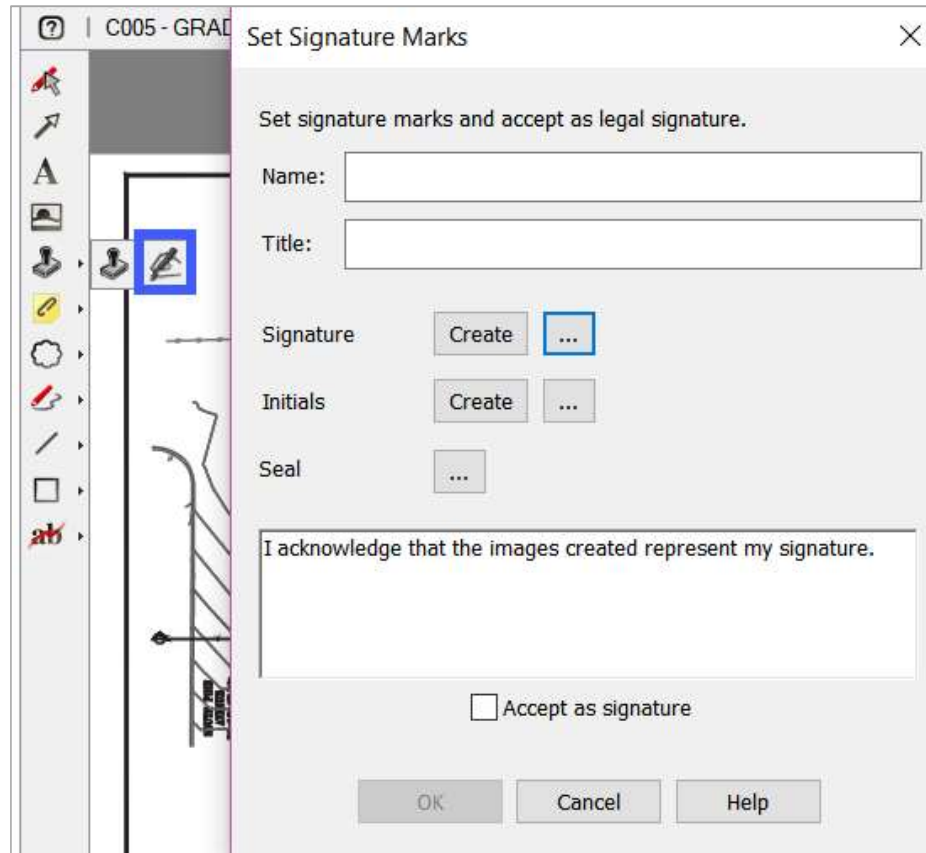 C005 - GRAD
Set Signature Marks
Set signature marks and accept as legal signature.
Name:
Title:
Signature Create ...
Initials Create ...
Seal ...
I acknowledge that the images created represent my signature.
Accept as signature
OK Cancel Help
A
ab